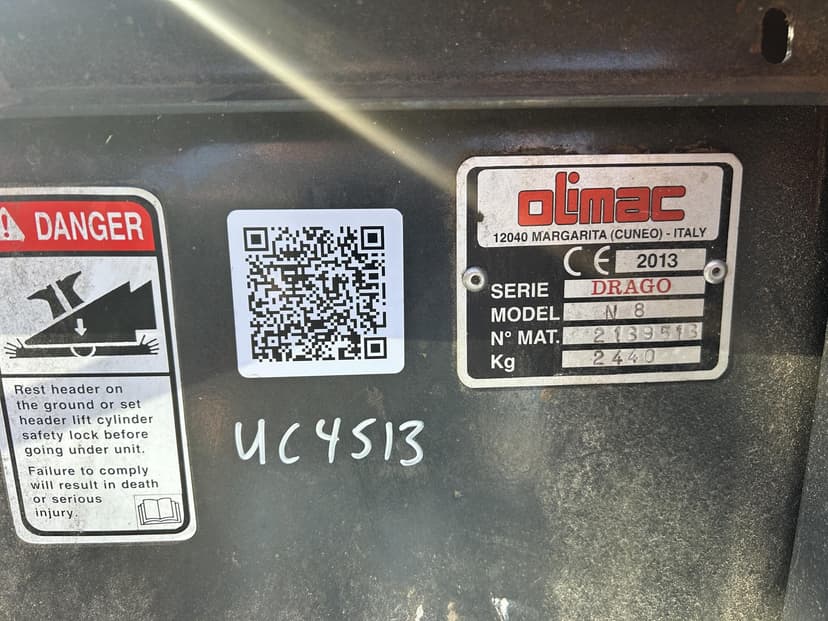 DANGER
Rest header on
the ground or set
header lift cylinder
safety lock before
going under unit.
Failure to comply
will result in death
or serious
injury.
UC4513
olimac
12040 MARGARITA (CUNEO) - ITALY
CE 2013
SERIE DRAGO
MODEL N 8
N° MAT. 2139513
Kg 2440